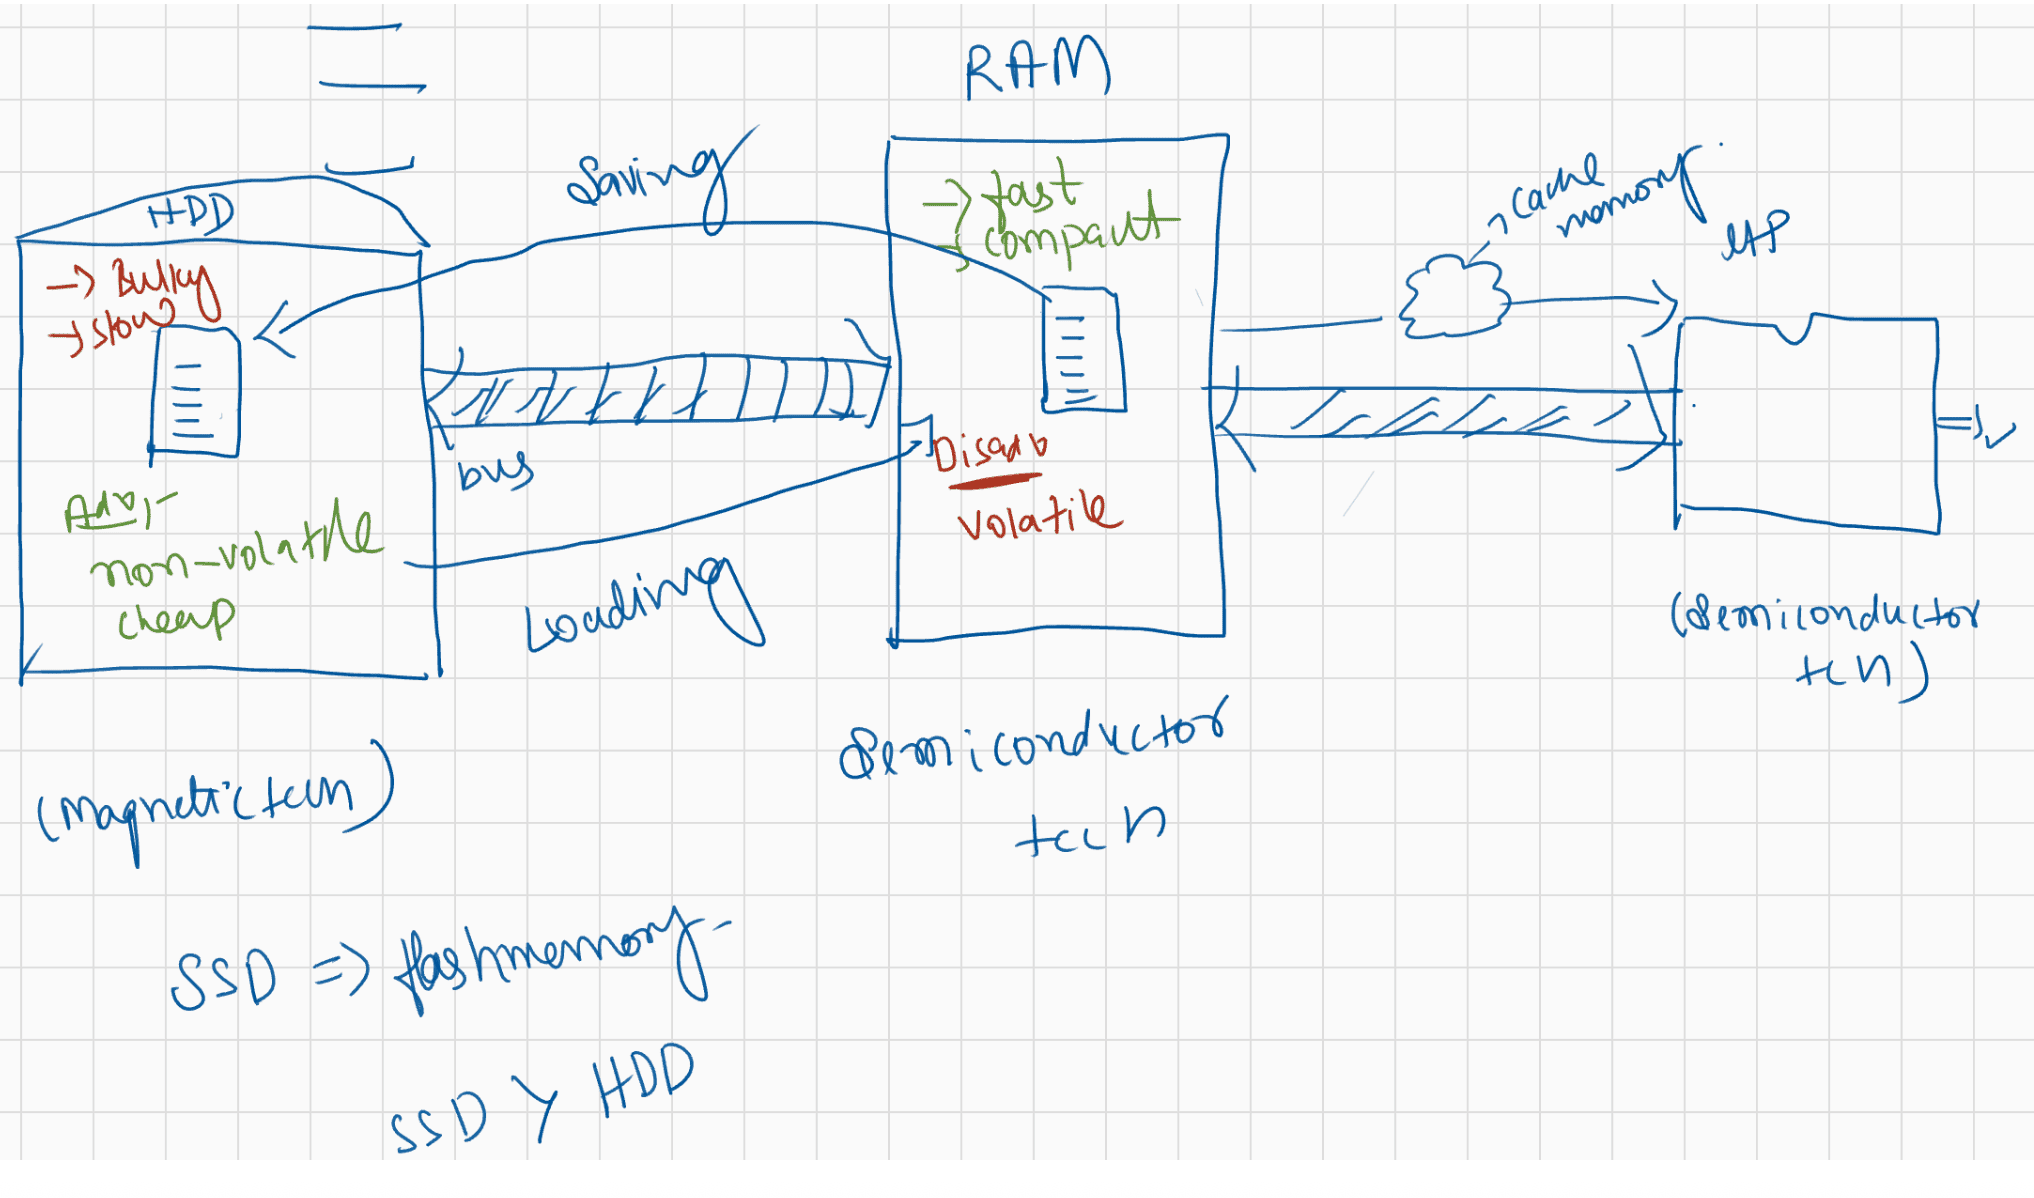 RAM
Saving
HDD
-> Bulky
-> slow
-> fast
-> compact
-> cache
memory
μP
bus
Disadv
volatile
Adv:-
non-volatile
cheap
Loading
(Semiconductor
tech)
(Magnetic tech)
Semiconductor
tech
SSD => flashmemory-
SSD > HDD